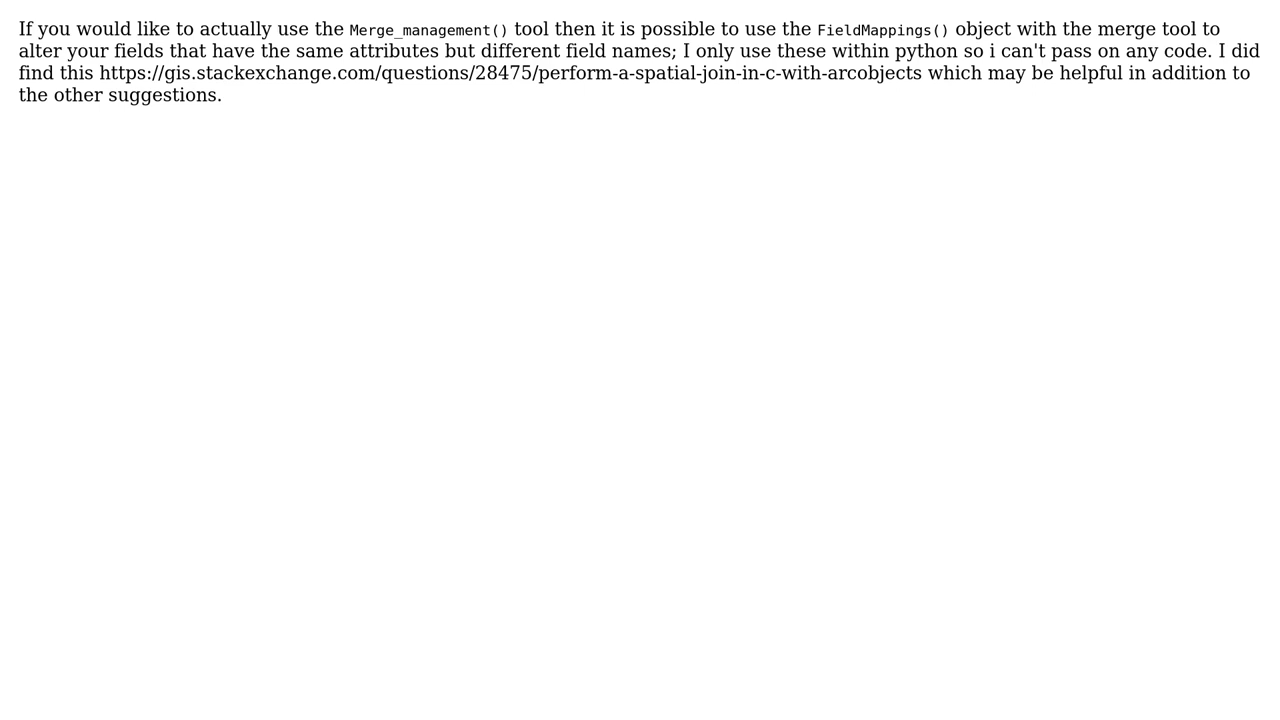 If you would like to actually use the Merge_management() tool then it is possible to use the FieldMappings() object with the merge tool to
alter your fields that have the same attributes but different field names; I only use these within python so i can't pass on any code. I did
find this https://gis.stackexchange.com/questions/28475/perform-a-spatial-join-in-c-with-arcobjects which may be helpful in addition to
the other suggestions.